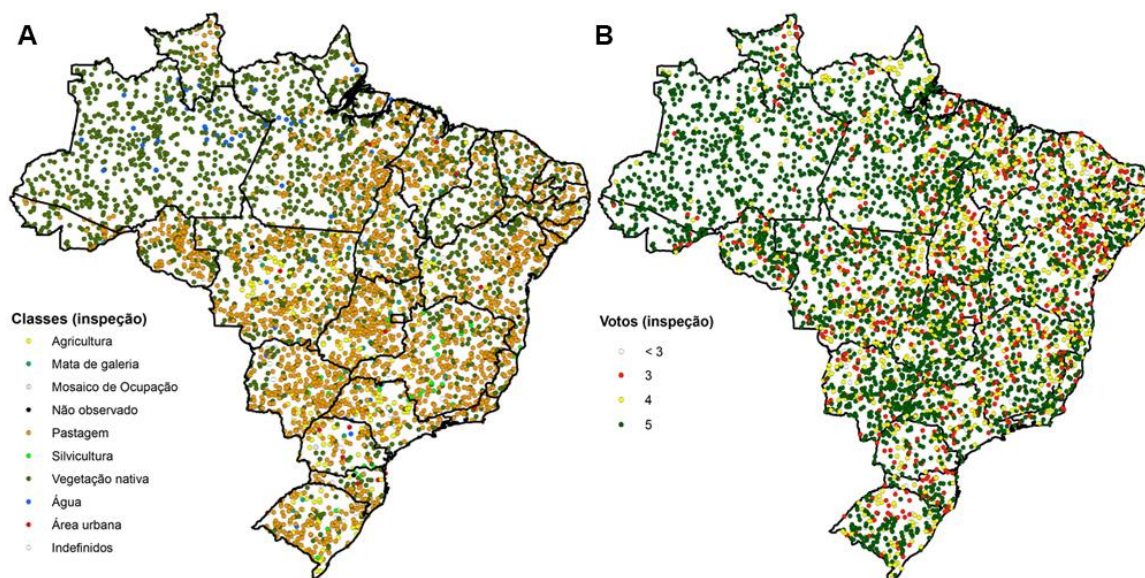 A
B
Classes (inspeção)
Agricultura
Mata de galeria
Mosaico de Ocupação
Não observado
Pastagem
Silvicultura
Vegetação nativa
Água
Área urbana
Indefinidos
Votos (inspeção)
< 3
3
4
5